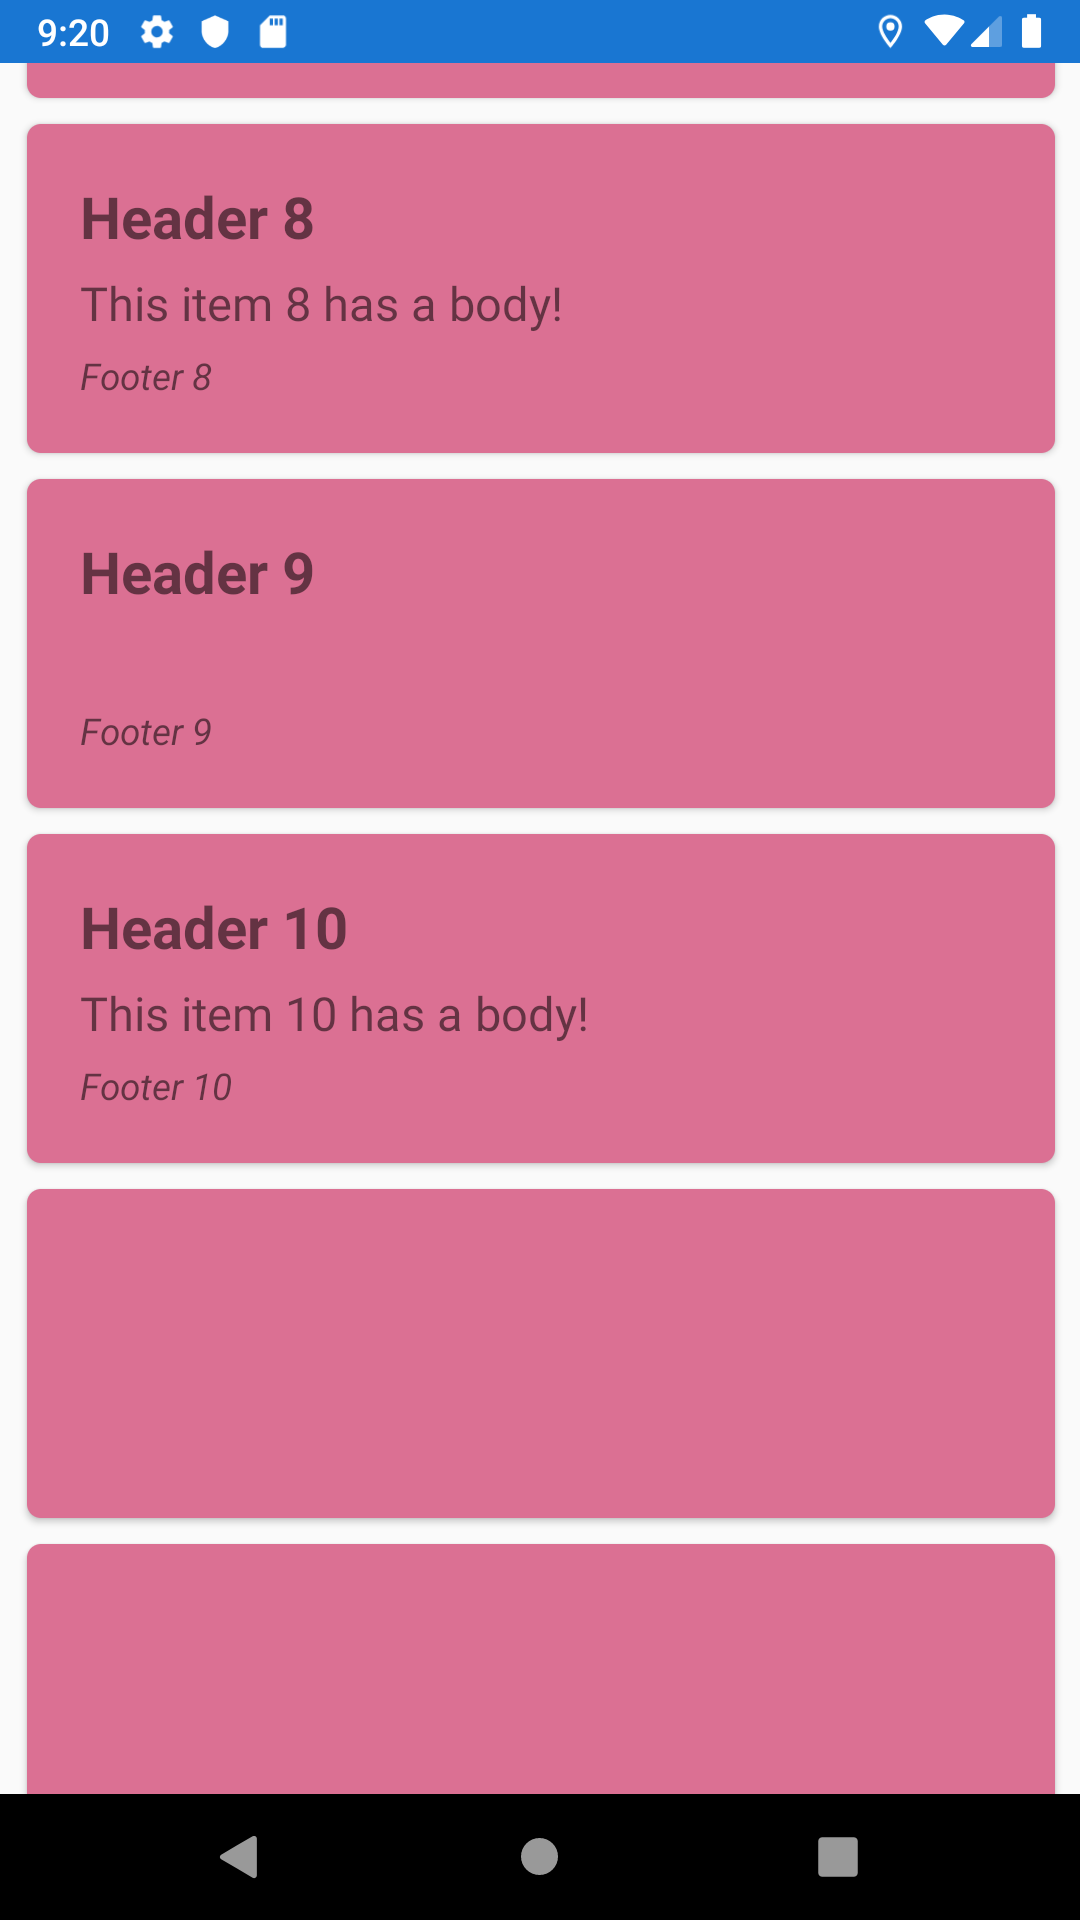 9:20
Header 8
This item 8 has a body!
Footer 8
Header 9
Footer 9
Header 10
This item 10 has a body!
Footer 10